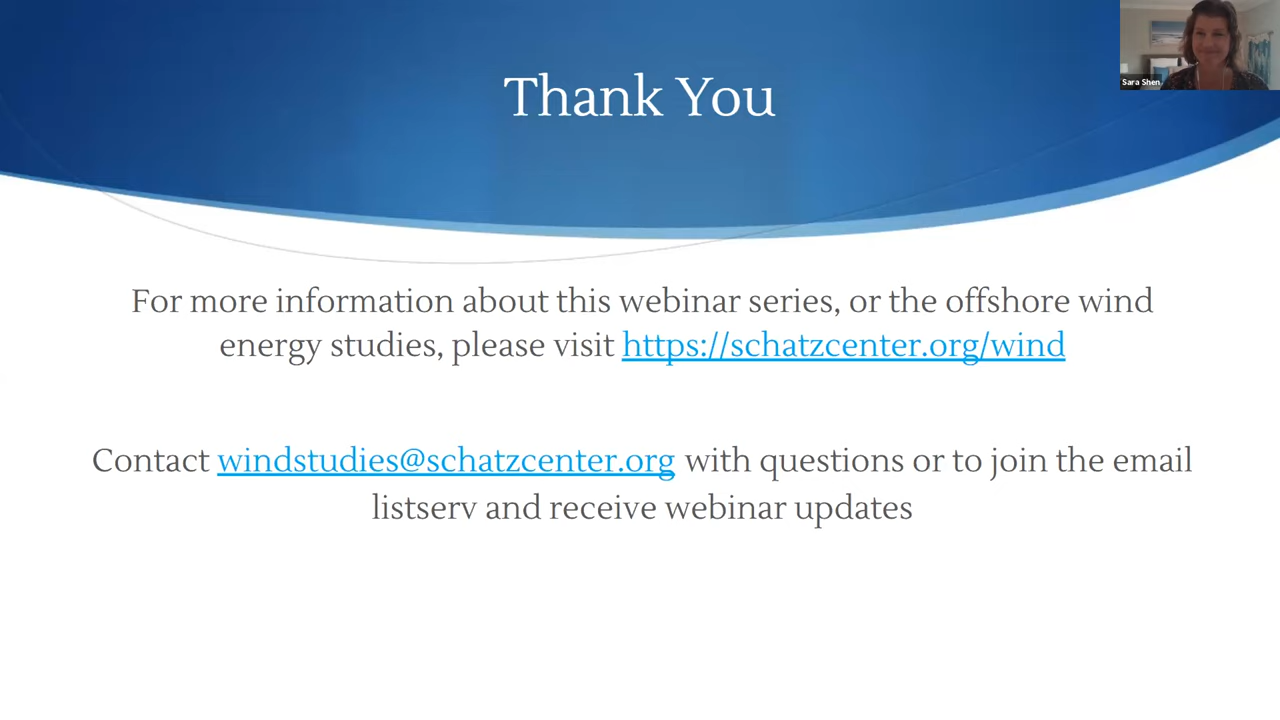 Thank You
Sara Shen
For more information about this webinar series, or the offshore wind
energy studies, please visit https://schatzcenter.org/wind
Contact windstudies@schatzcenter.org with questions or to join the email
listserv and receive webinar updates